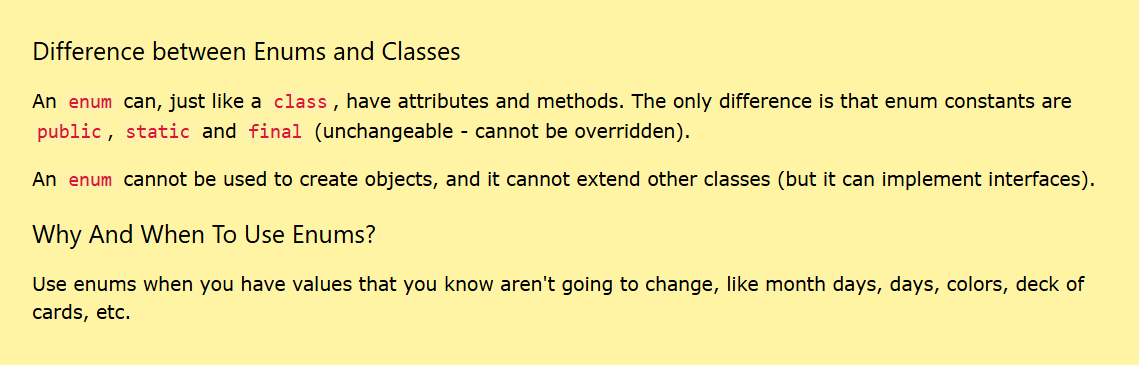 Difference between Enums and Classes
An enum can, just like a class, have attributes and methods. The only difference is that enum constants are
public, static and final (unchangeable - cannot be overridden).
An enum cannot be used to create objects, and it cannot extend other classes (but it can implement interfaces).
Why And When To Use Enums?
Use enums when you have values that you know aren't going to change, like month days, days, colors, deck of
cards, etc.